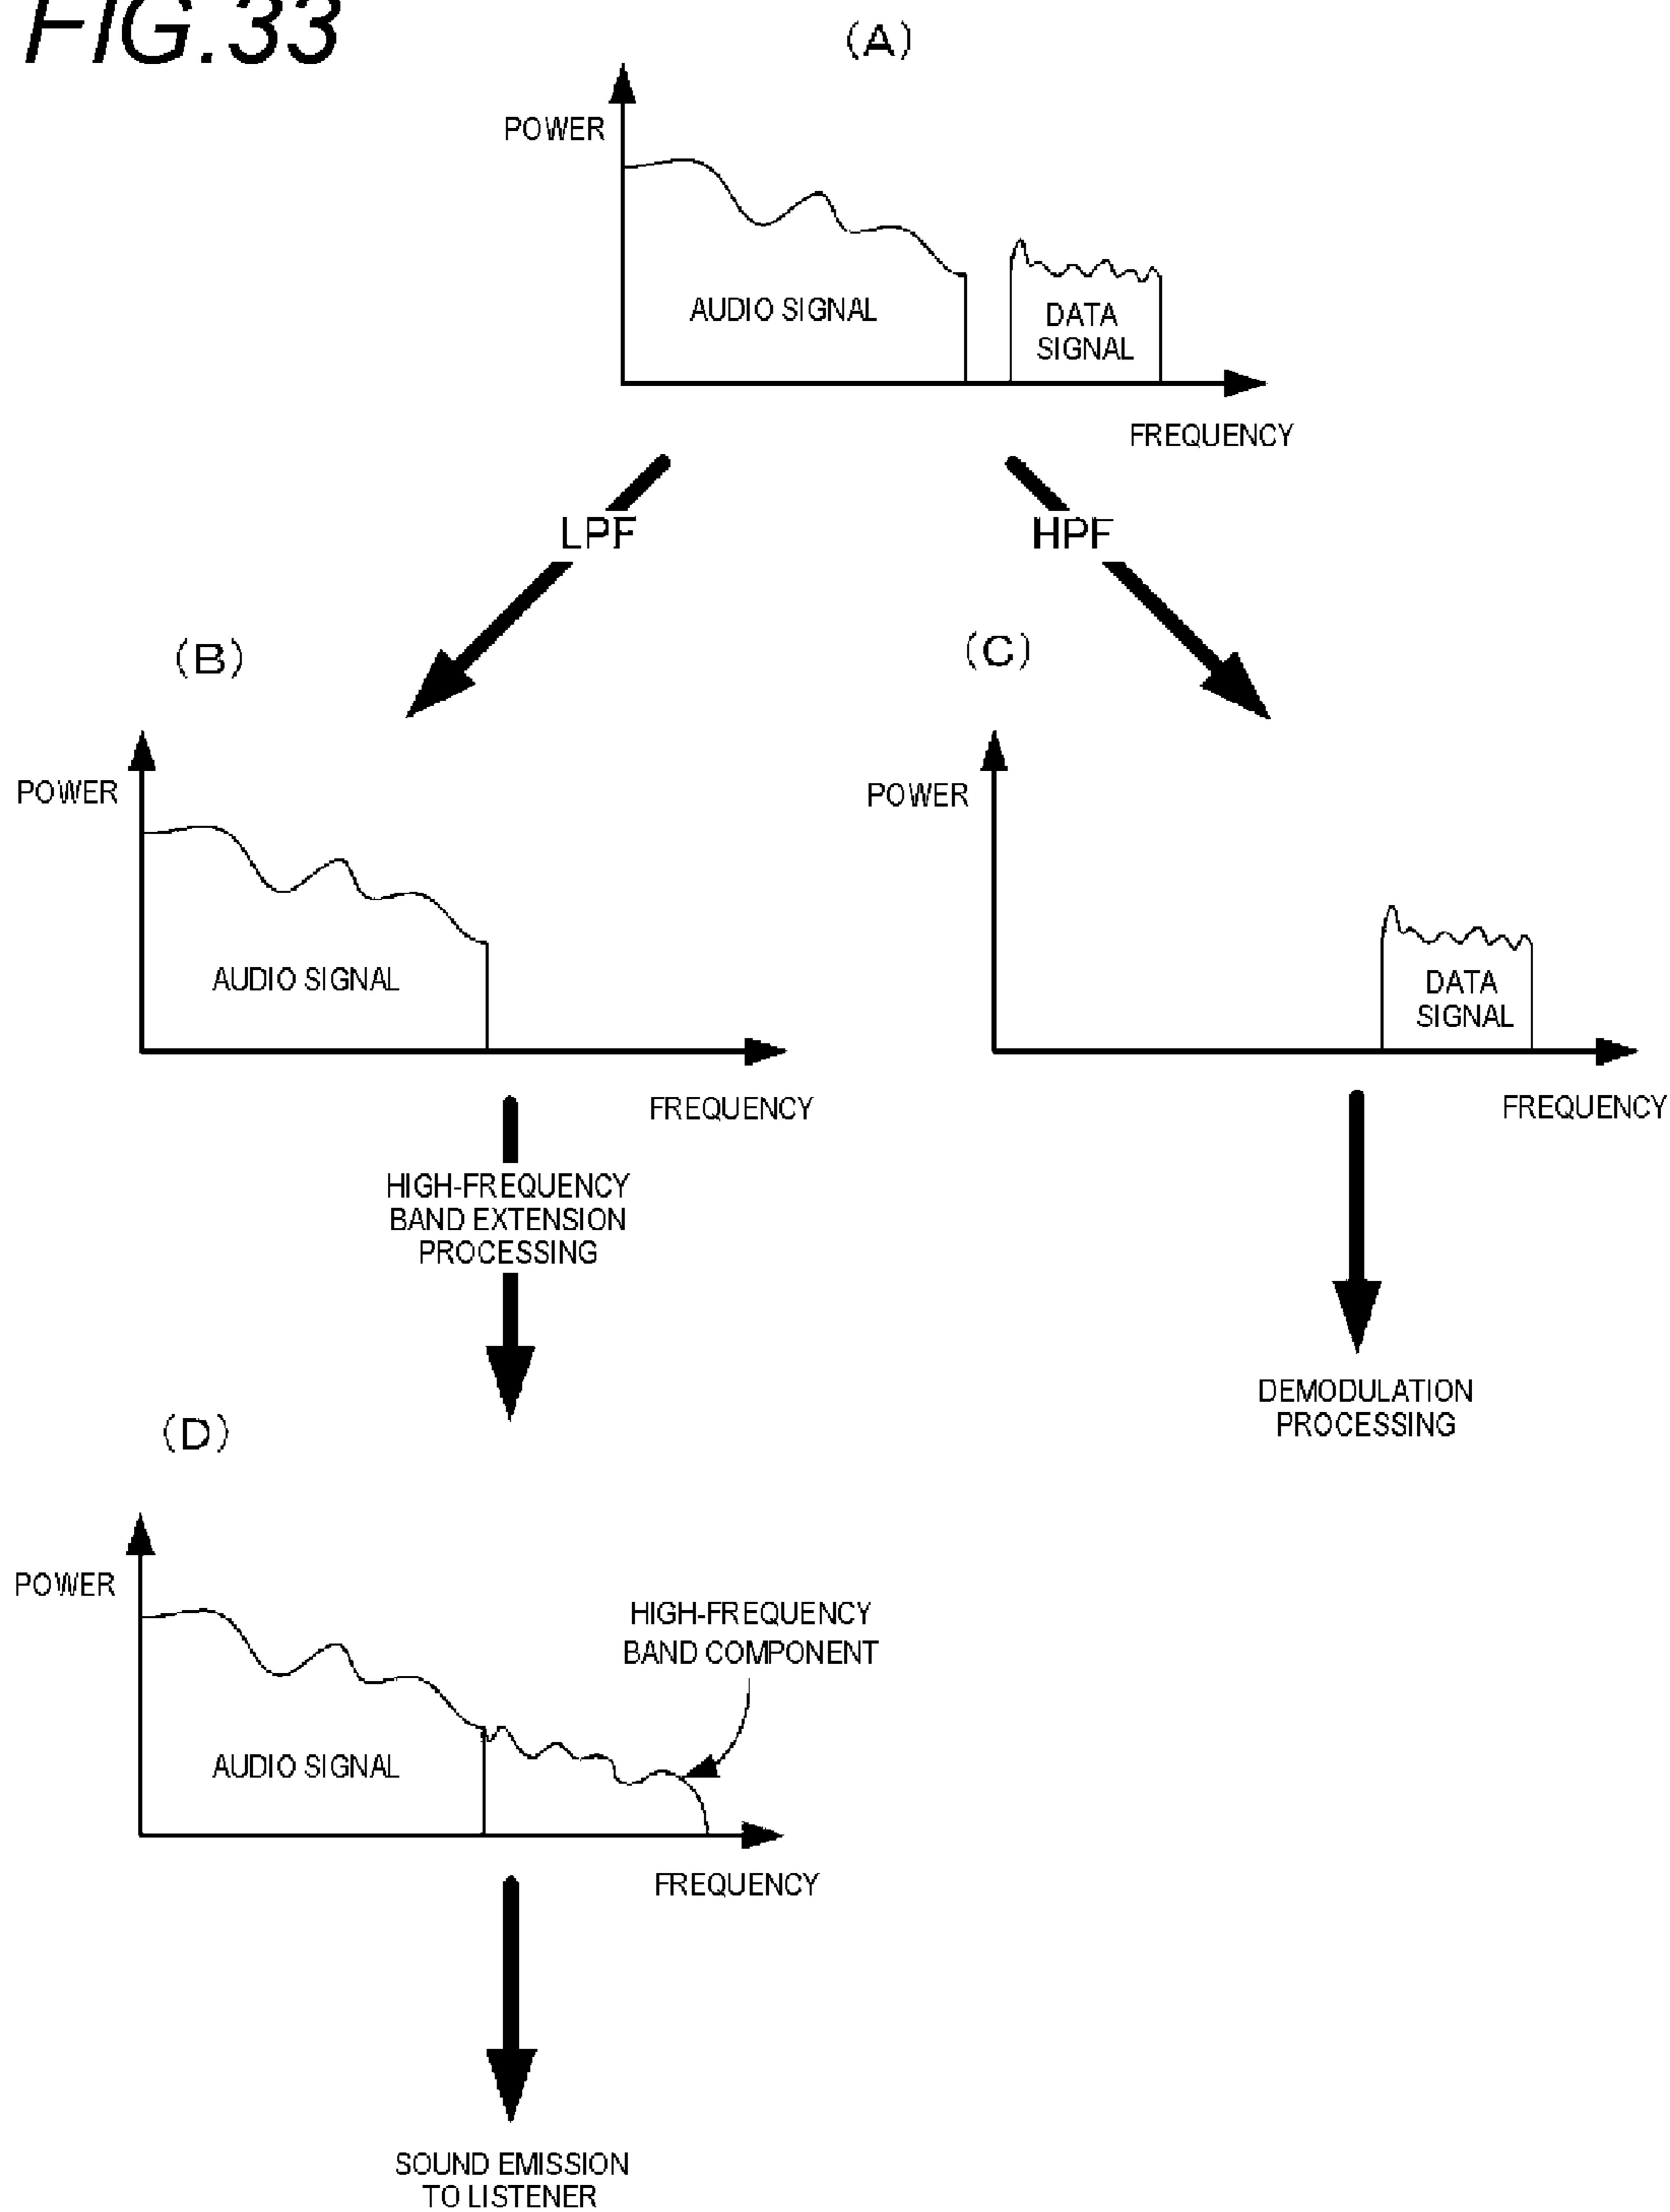 FIG.33
(A)
POWER
AUDIO SIGNAL
DATA
SIGNAL
FREQUENCY
LPF
HPF
(B)
(C)
POWER
AUDIO SIGNAL
FREQUENCY
POWER
DATA
SIGNAL
FREQUENCY
HIGH-FREQUENCY
BAND EXTENSION
PROCESSING
DEMODULATION
PROCESSING
(D)
POWER
HIGH-FREQUENCY
BAND COMPONENT
AUDIO SIGNAL
FREQUENCY
SOUND EMISSION
TO LISTENER